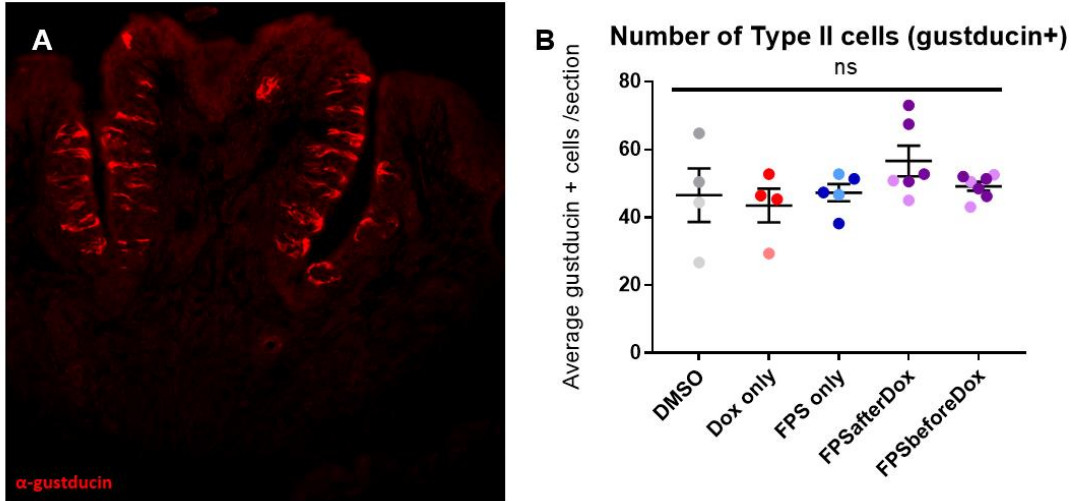 A
α-gustducin
B
Number of Type II cells (gustducin+)
ns
Average gustducin + cells /section
80
60
40
20
0
DMSO
Dox only
FPS only
FPSafterDox
FPSbeforeDox